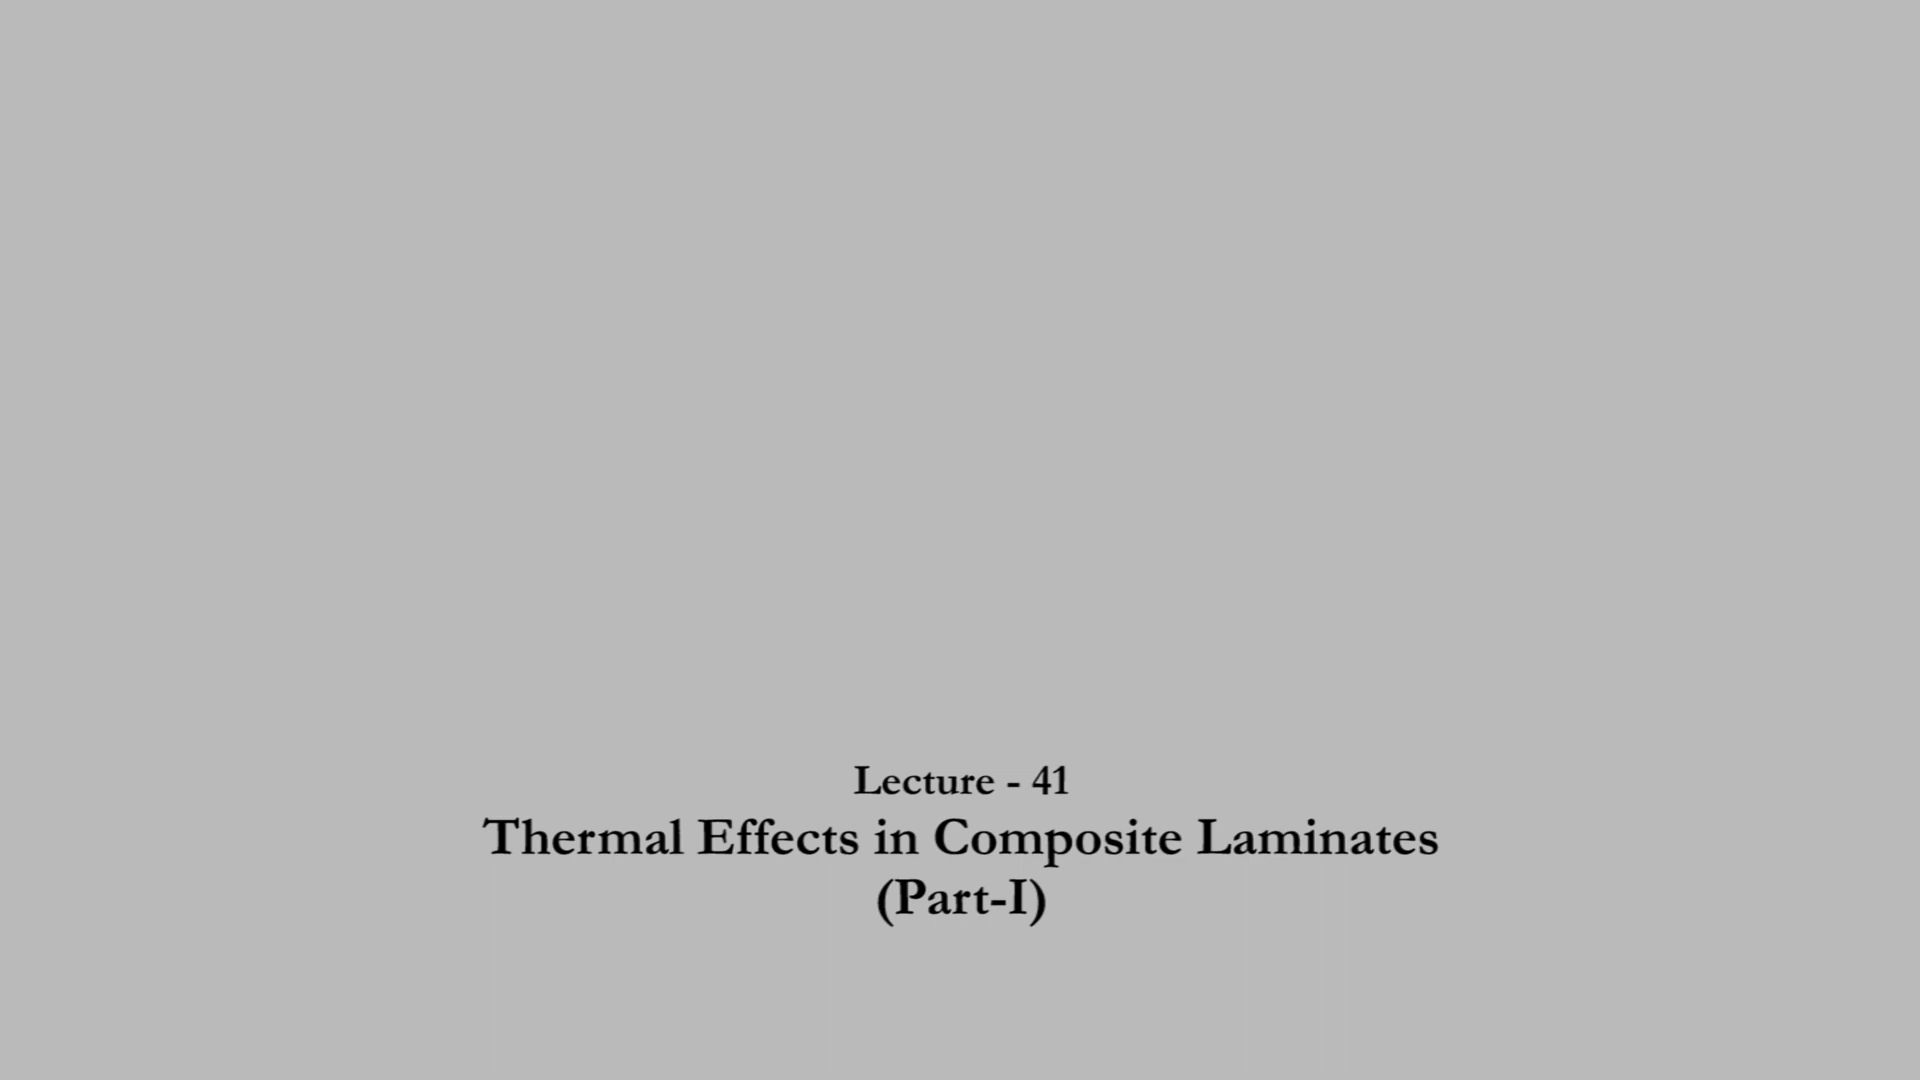 Lecture - 41
Thermal Effects in Composite Laminates
(Part-I)